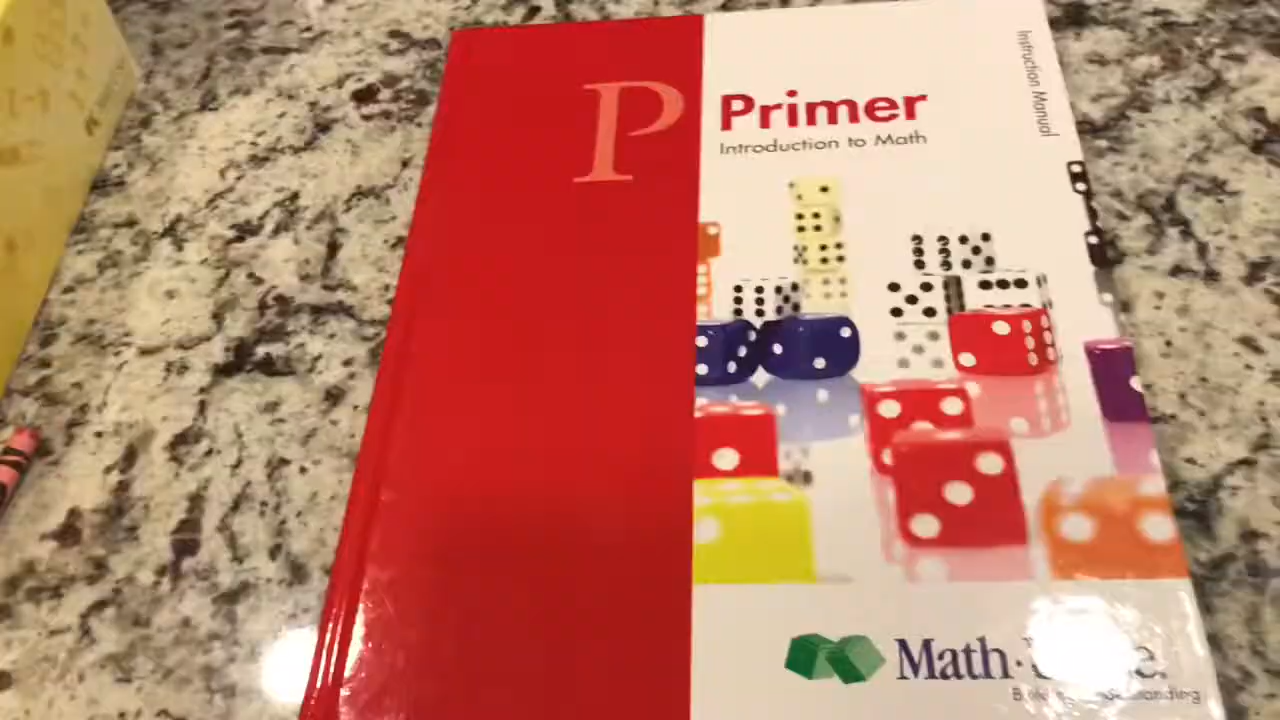 P
Primer
Introduction to Math
Instruction Manual
Math